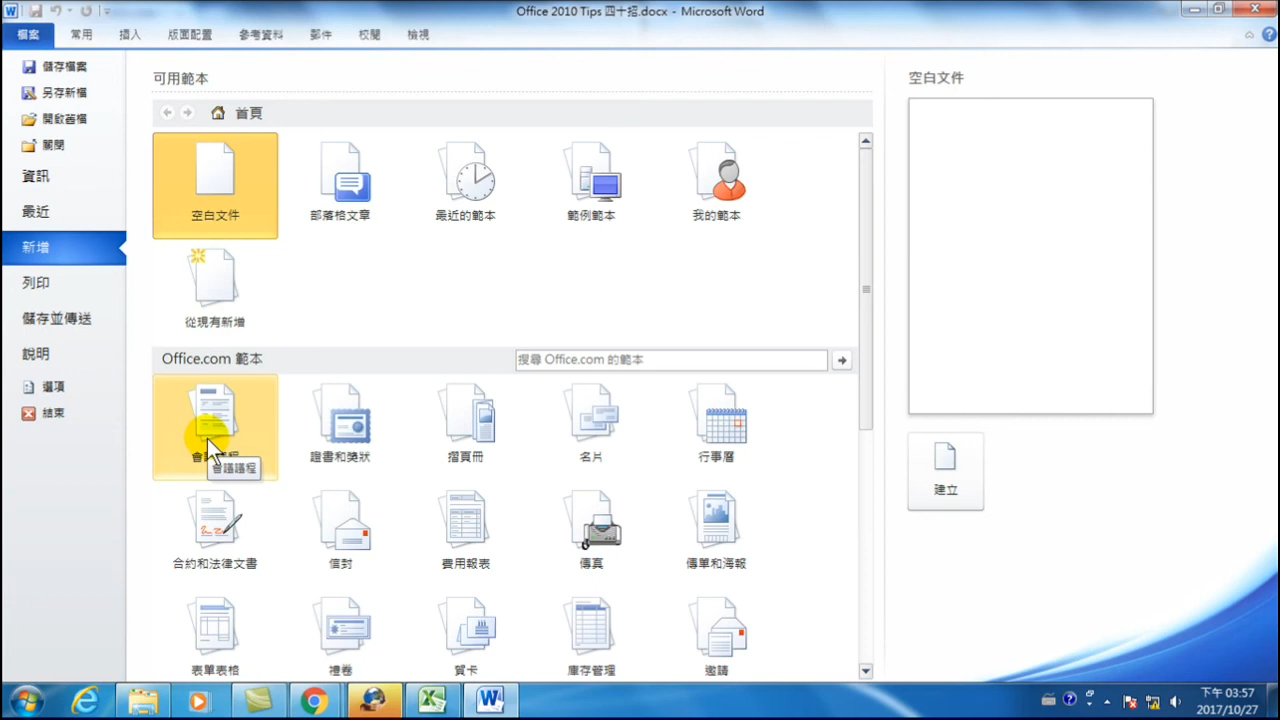 Office 2010 Tips 四十招.docx - Microsoft Word
檔案 常用 插入 版面配置 參考資料 郵件 校閱 檢視
儲存檔案
另存新檔
開啟舊檔
關閉
資訊
最近
新增
列印
儲存並傳送
說明
選項
結束
可用範本
首頁
空白文件 部落格文章 最近的範本 範例範本 我的範本
從現有新增
Office.com 範本 搜尋 Office.com 的範本
會議議程 證書和獎狀 摺頁冊 名片 行事曆
會議議程
合約和法律文書 信封 費用報表 傳真 傳單和海報
表單表格 禮卷 賀卡 庫存管理 邀請
空白文件
建立
下午 03:57
2017/10/27